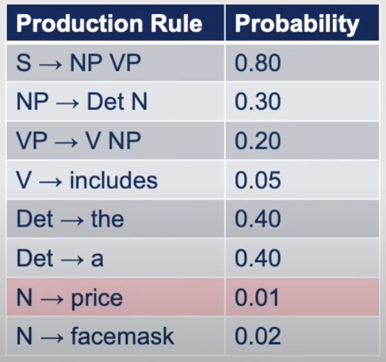 Production Rule Probability
S → NP VP 0.80
NP → Det N 0.30
VP → V NP 0.20
V → includes 0.05
Det → the 0.40
Det → a 0.40
N → price 0.01
N → facemask 0.02